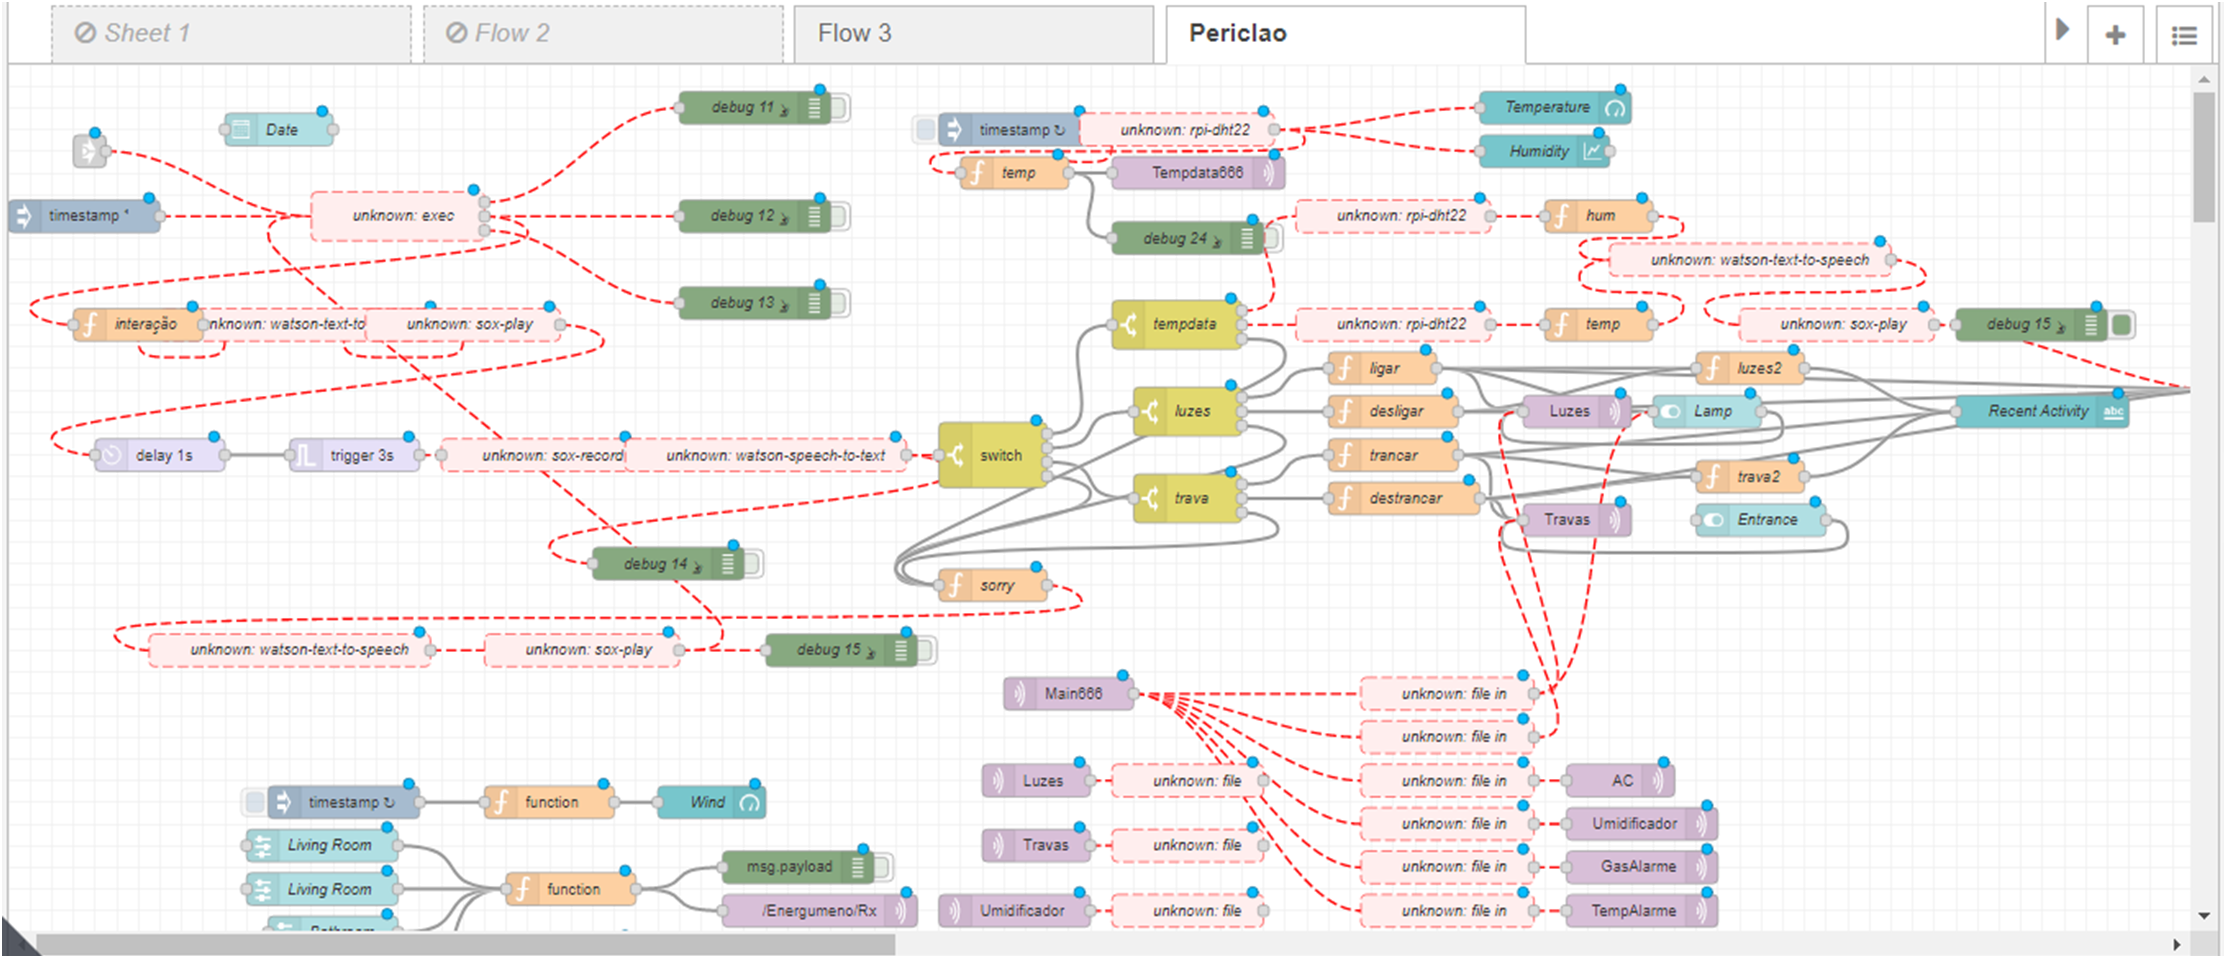 Sheet 1
Flow 2
Flow 3
Periclao
debug 11
Date
timestamp ↻
unknown: rpi-dht22
Temperature
Humidity
temp
Tempdata666
timestamp *
unknown: exec
debug 12
debug 24
unknown: rpi-dht22
hum
unknown: watson-text-to-speech
debug 13
interação
nknown: watson-text-to
unknown: sox-play
tempdata
unknown: rpi-dht22
temp
unknown: sox-play
debug 15
ligar
luzes2
luzes
desligar
Luzes
Lamp
Recent Activity
abc
delay 1s
trigger 3s
unknown: sox-record
unknown: watson-speech-to-text
switch
trancar
trava2
trava
destrancar
Travas
Entrance
debug 14
sorry
unknown: watson-text-to-speech
unknown: sox-play
debug 15
Main666
unknown: file in
unknown: file in
Luzes
unknown: file
unknown: file in
AC
timestamp ↻
function
Wind
unknown: file in
Umidificador
Living Room
Travas
unknown: file
msg.payload
unknown: file in
GasAlarme
Living Room
function
/Energumeno/Rx
Umidificador
unknown: file
unknown: file in
TempAlarme